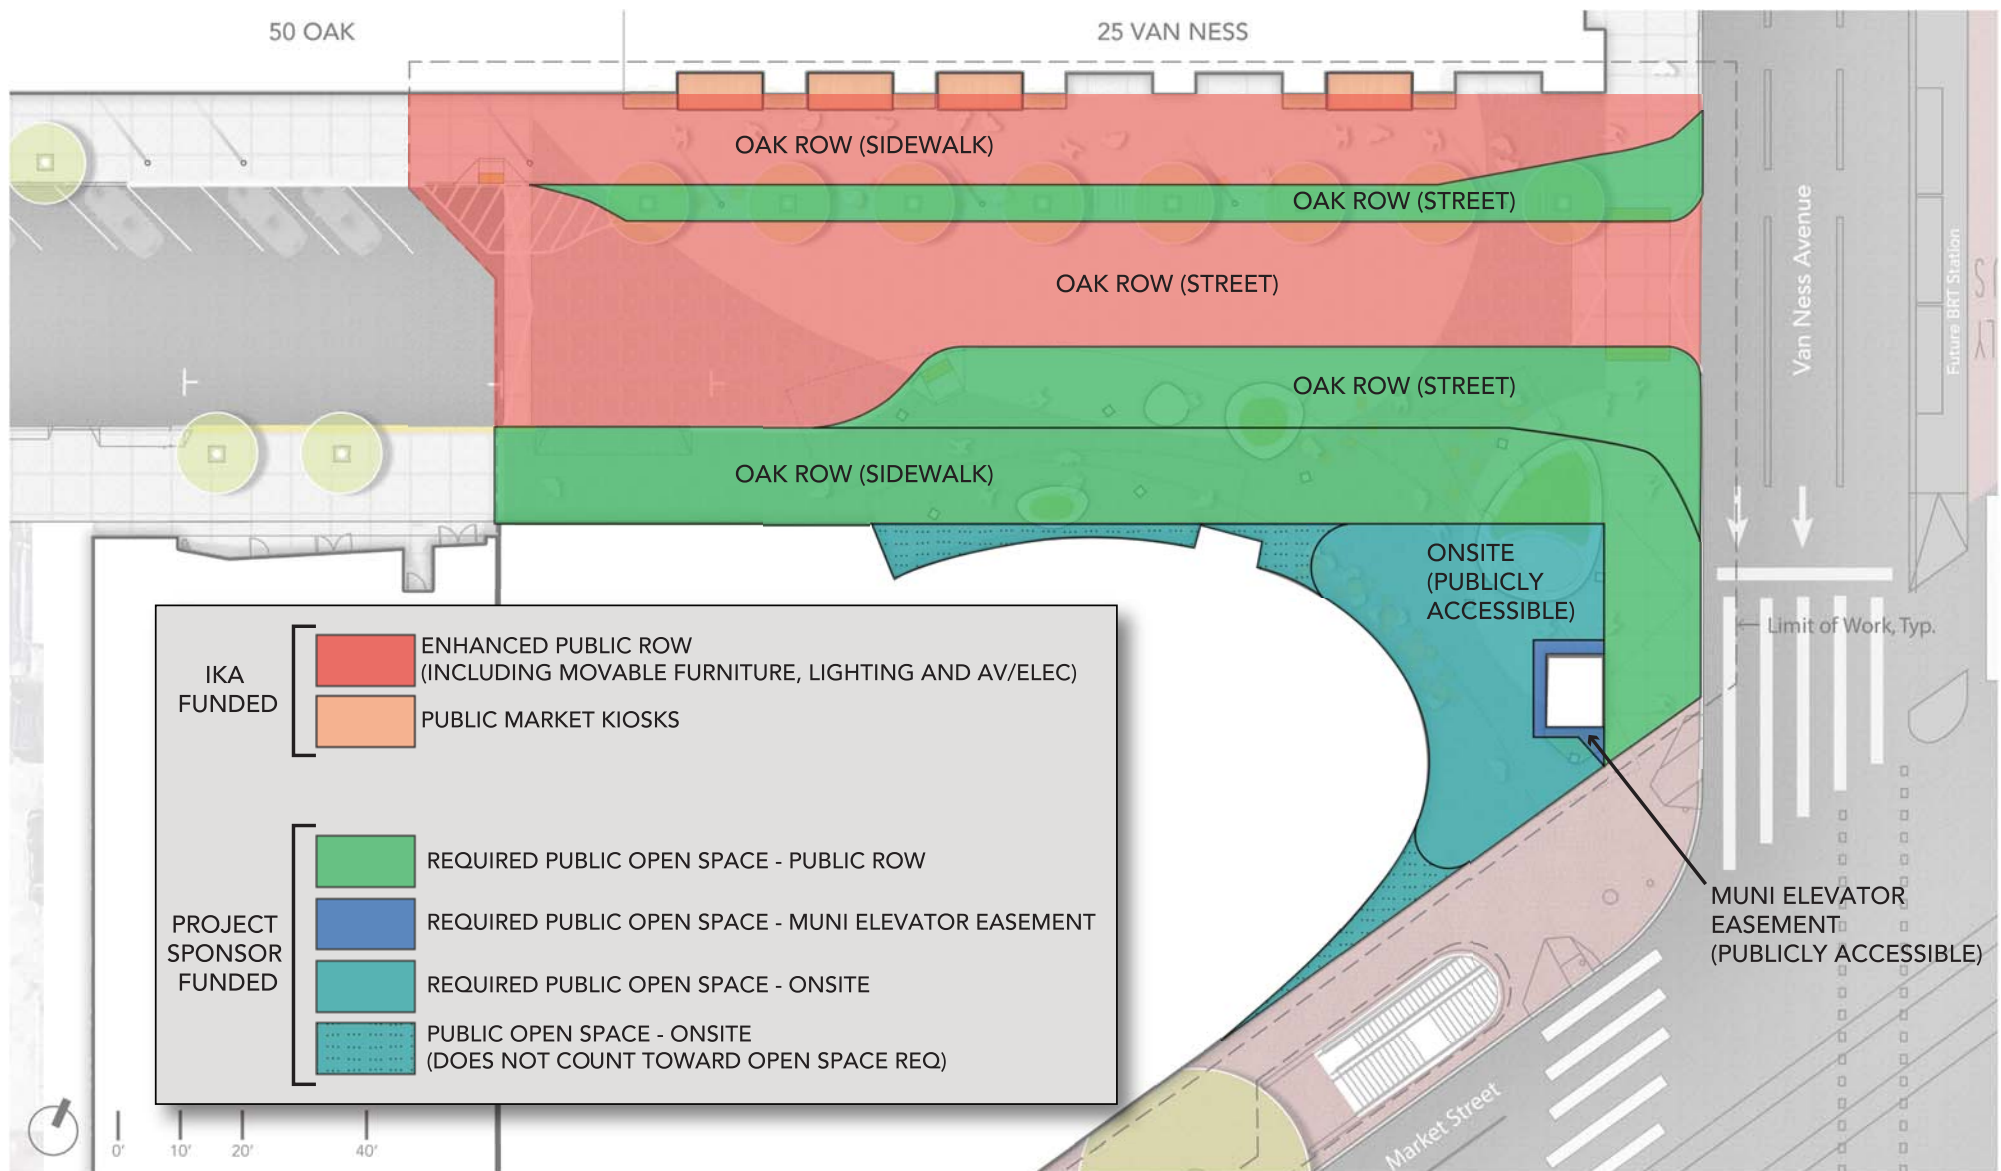 50 OAK
25 VAN NESS
OAK ROW (SIDEWALK)
OAK ROW (STREET)
OAK ROW (STREET)
OAK ROW (STREET)
OAK ROW (SIDEWALK)
Van Ness Avenue
Future BRT Station
ONSITE
(PUBLICLY
ACCESSIBLE)
Limit of Work, Typ.
IKA
FUNDED
ENHANCED PUBLIC ROW
(INCLUDING MOVABLE FURNITURE, LIGHTING AND AV/ELEC)
PUBLIC MARKET KIOSKS
PROJECT
SPONSOR
FUNDED
REQUIRED PUBLIC OPEN SPACE - PUBLIC ROW
REQUIRED PUBLIC OPEN SPACE - MUNI ELEVATOR EASEMENT
REQUIRED PUBLIC OPEN SPACE - ONSITE
PUBLIC OPEN SPACE - ONSITE
(DOES NOT COUNT TOWARD OPEN SPACE REQ)
MUNI ELEVATOR
EASEMENT
(PUBLICLY ACCESSIBLE)
Market Street
0'
10'
20'
40'